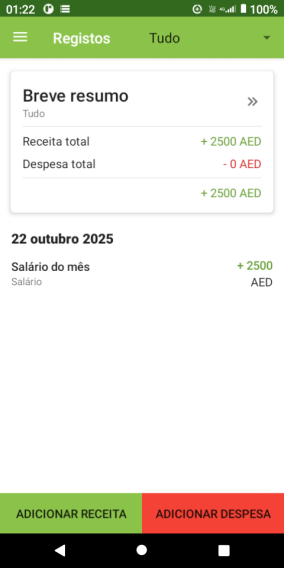 01:22 100%
Registos Tudo
Breve resumo
Tudo
Receita total + 2500 AED
Despesa total - 0 AED
+ 2500 AED
22 outubro 2025
Salário do mês + 2500
Salário AED
ADICIONAR RECEITA ADICIONAR DESPESA